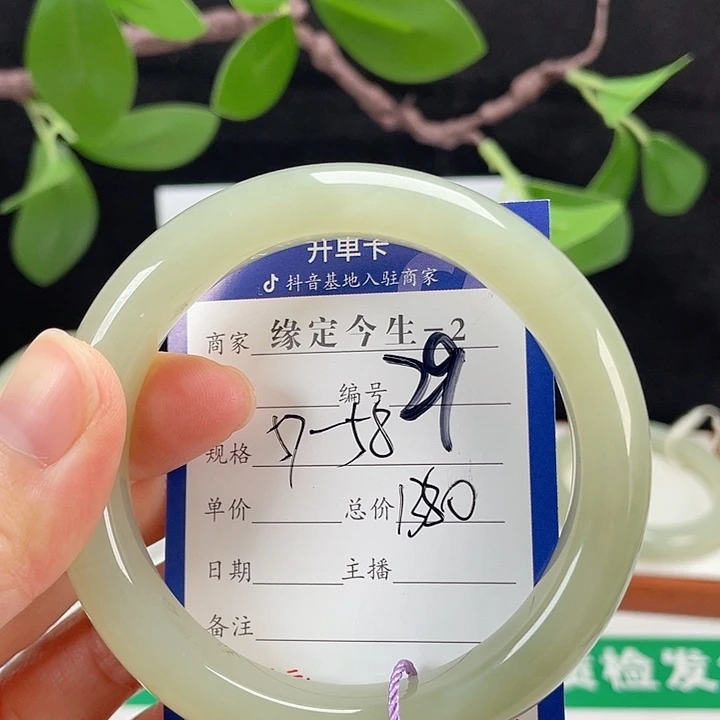 开单卡
抖音基地入驻商家
商家 缘定今生-2
编号 29
规格 57-58
单价 总价
日期 主播
备注
质检发